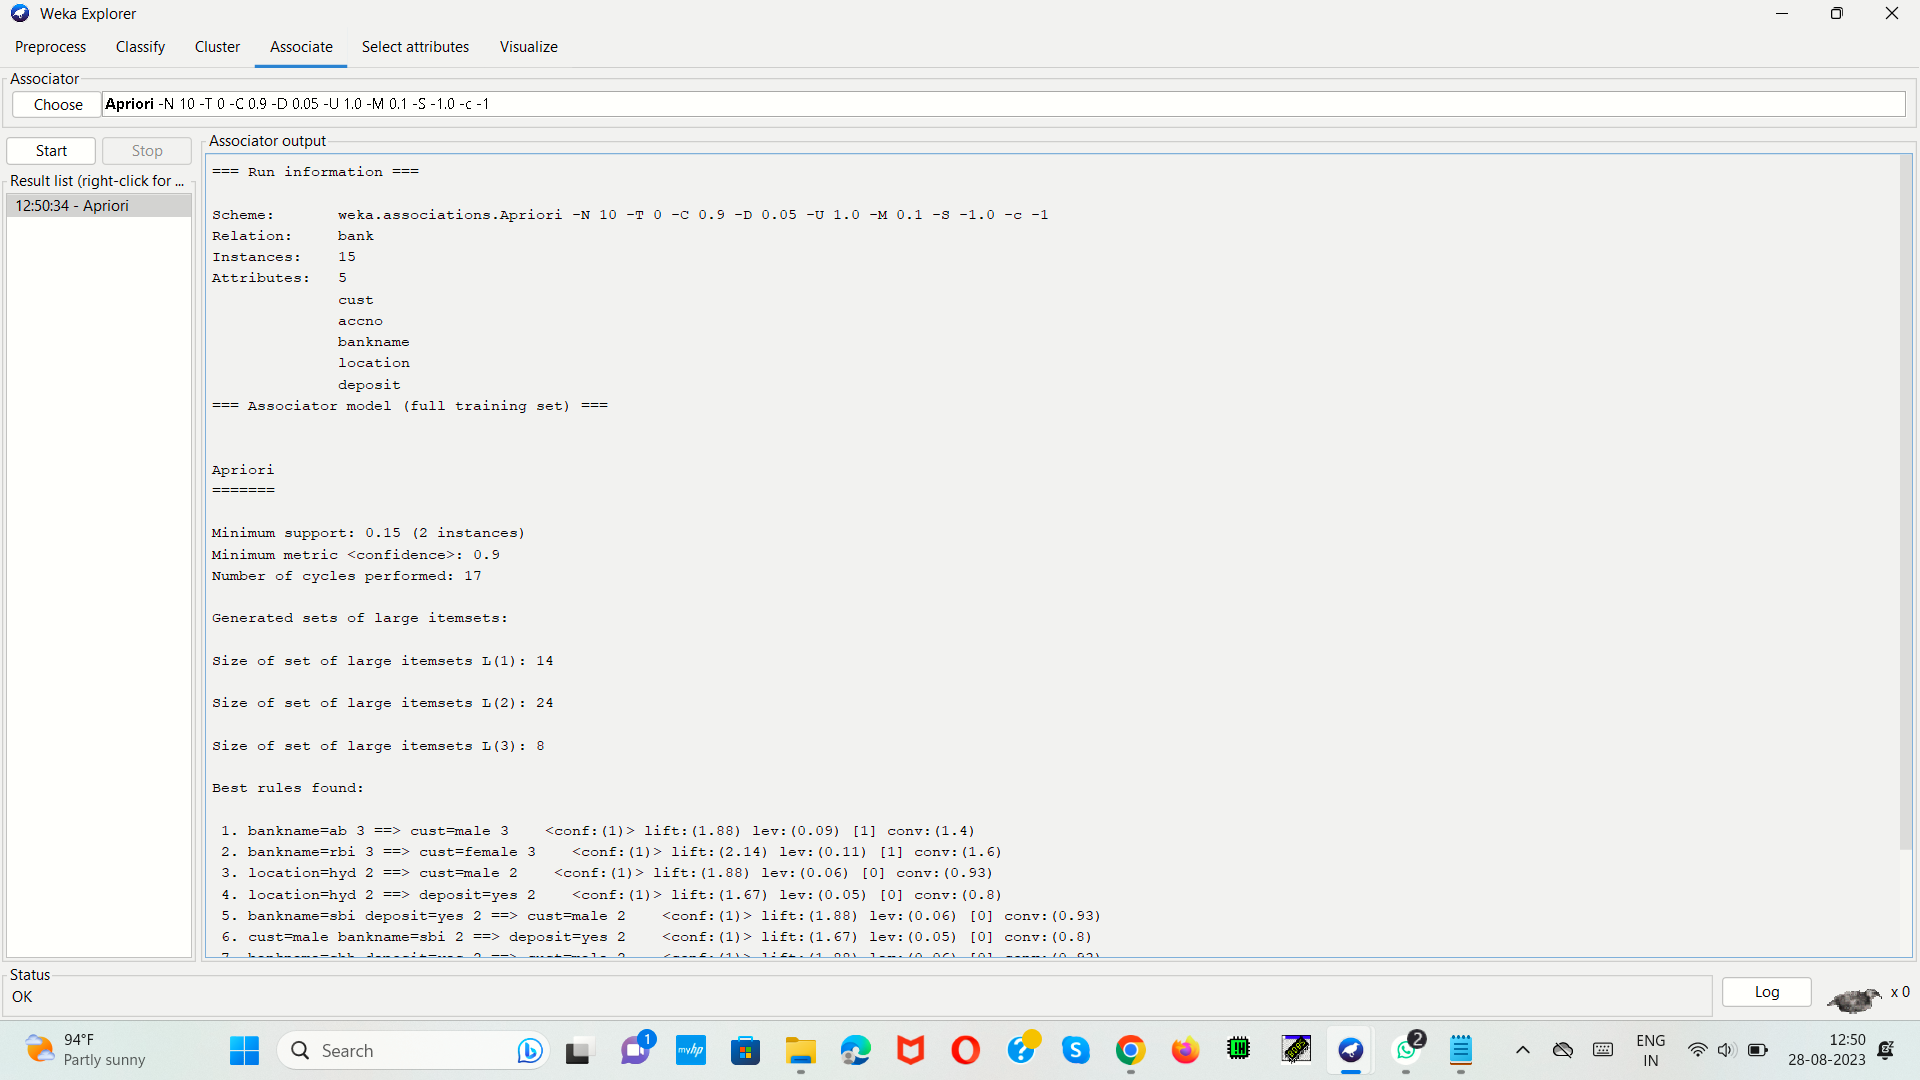 Weka Explorer
Preprocess Classify Cluster Associate Select attributes Visualize
Associator
Choose Apriori -N 10 -T 0 -C 0.9 -D 0.05 -U 1.0 -M 0.1 -S -1.0 -c -1
Start Stop
Result list (right-click for ...
12:50:34 - Apriori
Associator output
=== Run information ===
Scheme: weka.associations.Apriori -N 10 -T 0 -C 0.9 -D 0.05 -U 1.0 -M 0.1 -S -1.0 -c -1
Relation: bank
Instances: 15
Attributes: 5
cust
accno
bankname
location
deposit
=== Associator model (full training set) ===
Apriori
=======
Minimum support: 0.15 (2 instances)
Minimum metric <confidence>: 0.9
Number of cycles performed: 17
Generated sets of large itemsets:
Size of set of large itemsets L(1): 14
Size of set of large itemsets L(2): 24
Size of set of large itemsets L(3): 8
Best rules found:
1. bankname=ab 3 ==> cust=male 3 <conf:(1)> lift:(1.88) lev:(0.09) [1] conv:(1.4)
2. bankname=rbi 3 ==> cust=female 3 <conf:(1)> lift:(2.14) lev:(0.11) [1] conv:(1.6)
3. location=hyd 2 ==> cust=male 2 <conf:(1)> lift:(1.88) lev:(0.06) [0] conv:(0.93)
4. location=hyd 2 ==> deposit=yes 2 <conf:(1)> lift:(1.67) lev:(0.05) [0] conv:(0.8)
5. bankname=sbi deposit=yes 2 ==> cust=male 2 <conf:(1)> lift:(1.88) lev:(0.06) [0] conv:(0.93)
6. cust=male bankname=sbi 2 ==> deposit=yes 2 <conf:(1)> lift:(1.67) lev:(0.05) [0] conv:(0.8)
Status
OK
Log
x 0
94°F
Partly sunny
Search
1
myhp
2
ENG
IN
12:50
28-08-2023